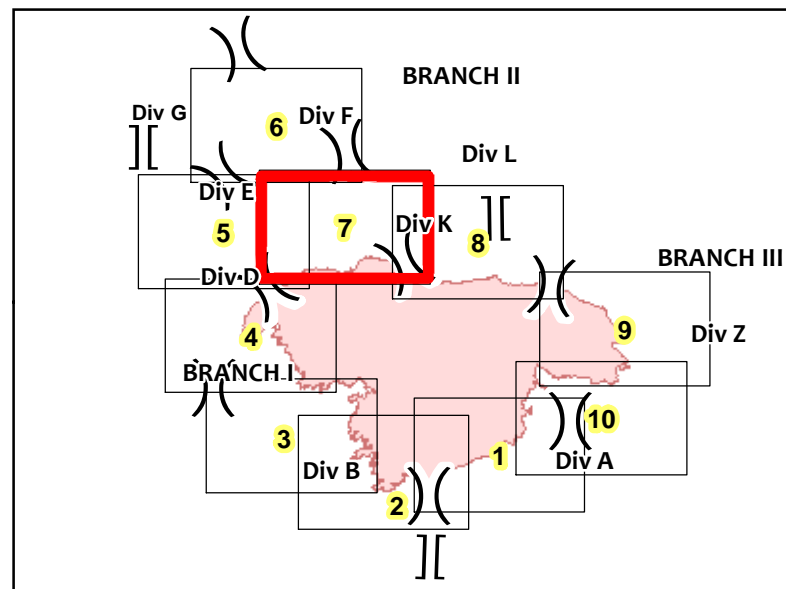 BRANCH II
Div G
Div F
6
Div L
Div E
5
7
Div K
8
BRANCH III
Div D
9
Div Z
4
BRANCH I
10
3
1
Div A
Div B
2